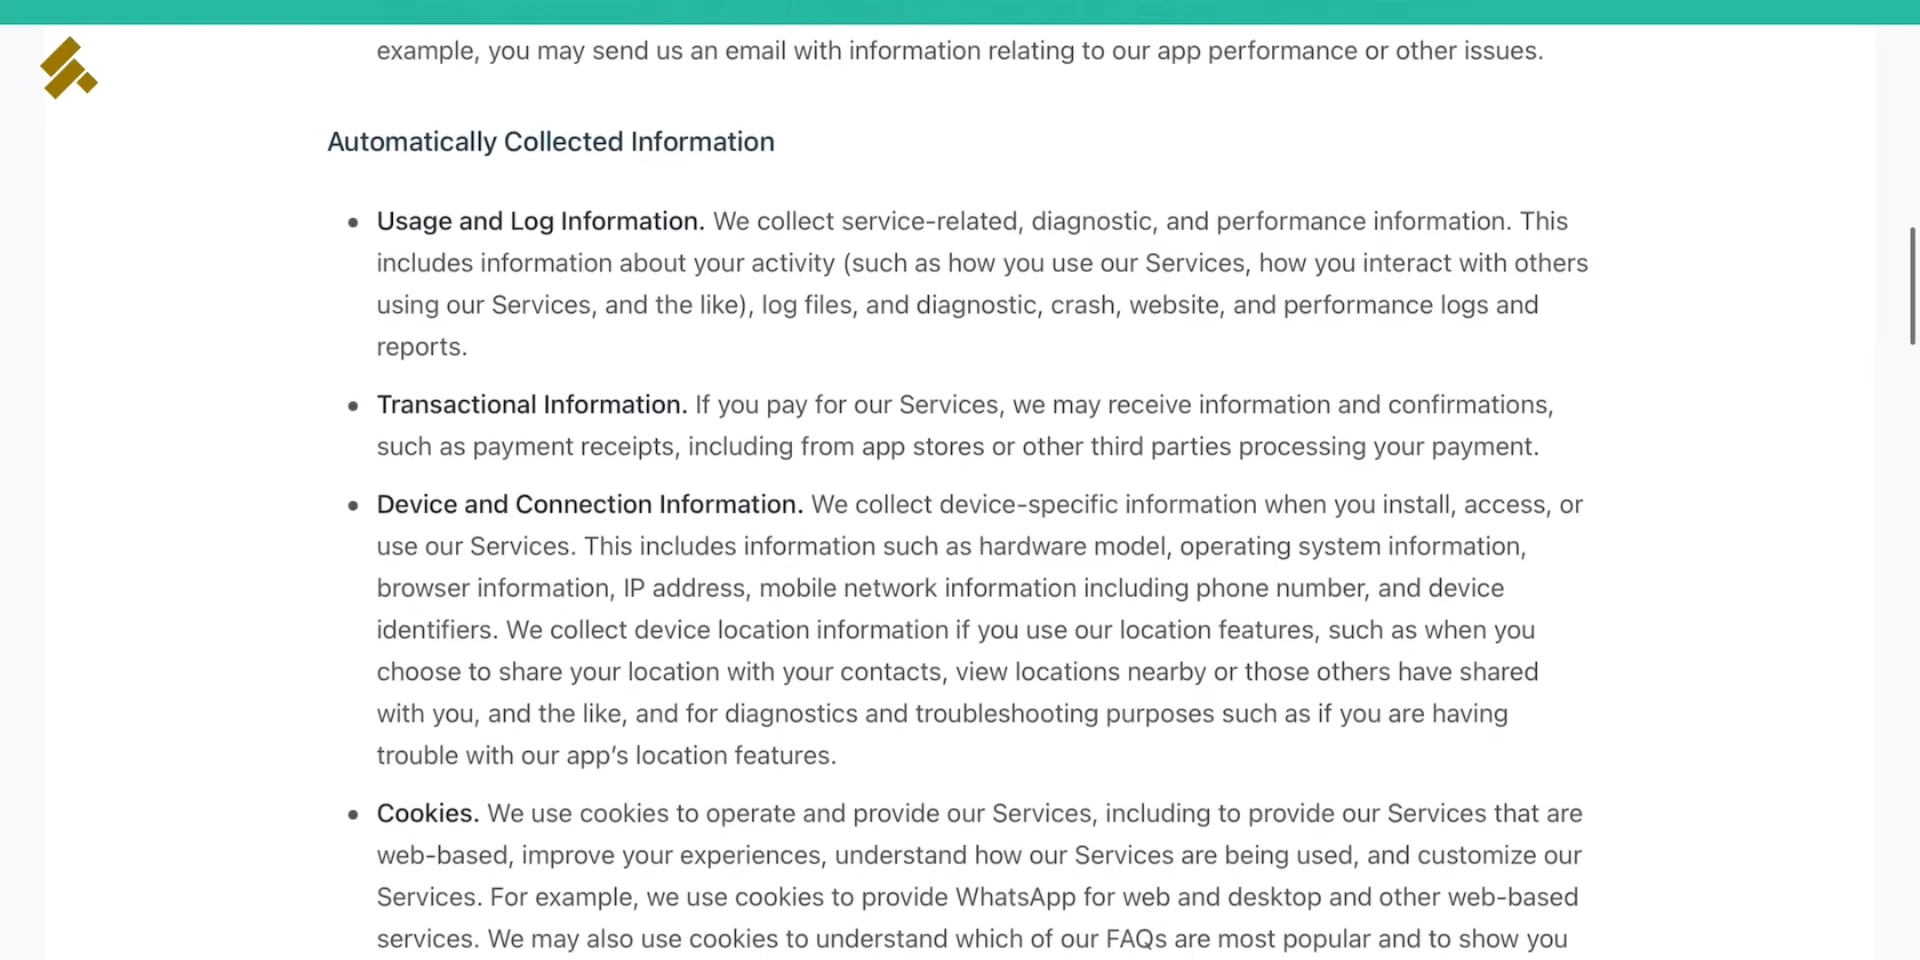 example, you may send us an email with information relating to our app performance or other issues.
Automatically Collected Information
Usage and Log Information. We collect service-related, diagnostic, and performance information. This
includes information about your activity (such as how you use our Services, how you interact with others
using our Services, and the like), log files, and diagnostic, crash, website, and performance logs and
reports.
Transactional Information. If you pay for our Services, we may receive information and confirmations,
such as payment receipts, including from app stores or other third parties processing your payment.
Device and Connection Information. We collect device-specific information when you install, access, or
use our Services. This includes information such as hardware model, operating system information,
browser information, IP address, mobile network information including phone number, and device
identifiers. We collect device location information if you use our location features, such as when you
choose to share your location with your contacts, view locations nearby or those others have shared
with you, and the like, and for diagnostics and troubleshooting purposes such as if you are having
trouble with our app’s location features.
Cookies. We use cookies to operate and provide our Services, including to provide our Services that are
web-based, improve your experiences, understand how our Services are being used, and customize our
Services. For example, we use cookies to provide WhatsApp for web and desktop and other web-based
services. We may also use cookies to understand which of our FAQs are most popular and to show you